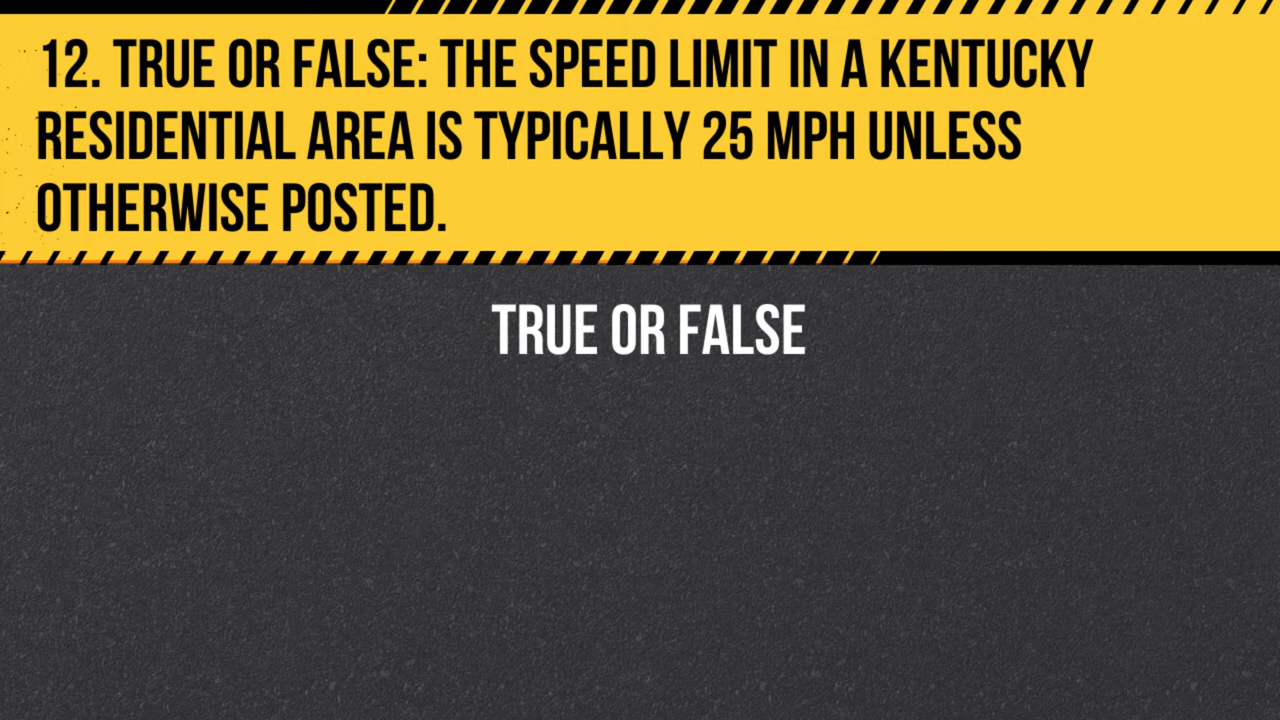 12. TRUE OR FALSE: THE SPEED LIMIT IN A KENTUCKY
RESIDENTIAL AREA IS TYPICALLY 25 MPH UNLESS
OTHERWISE POSTED.
TRUE OR FALSE